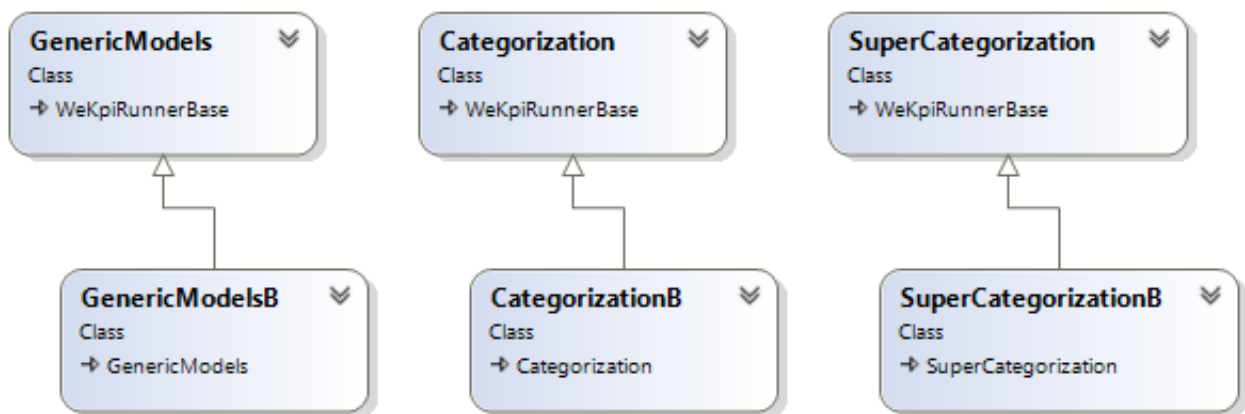 GenericModels
Class
WeKpiRunnerBase
Categorization
Class
WeKpiRunnerBase
SuperCategorization
Class
WeKpiRunnerBase
GenericModelsB
Class
GenericModels
CategorizationB
Class
Categorization
SuperCategorizationB
Class
SuperCategorization